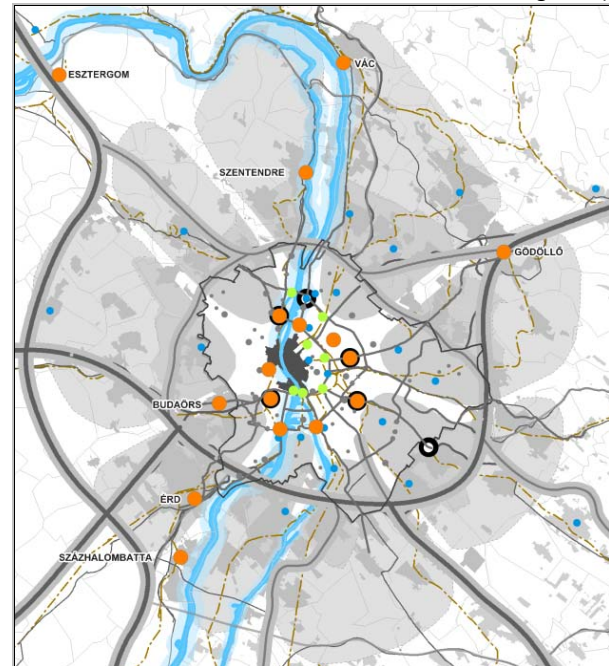 ESZTERGOM
VÁC
SZENTENDRE
GÖDÖLLŐ
BUDAÖRS
ÉRD
SZÁZHALOMBATTA